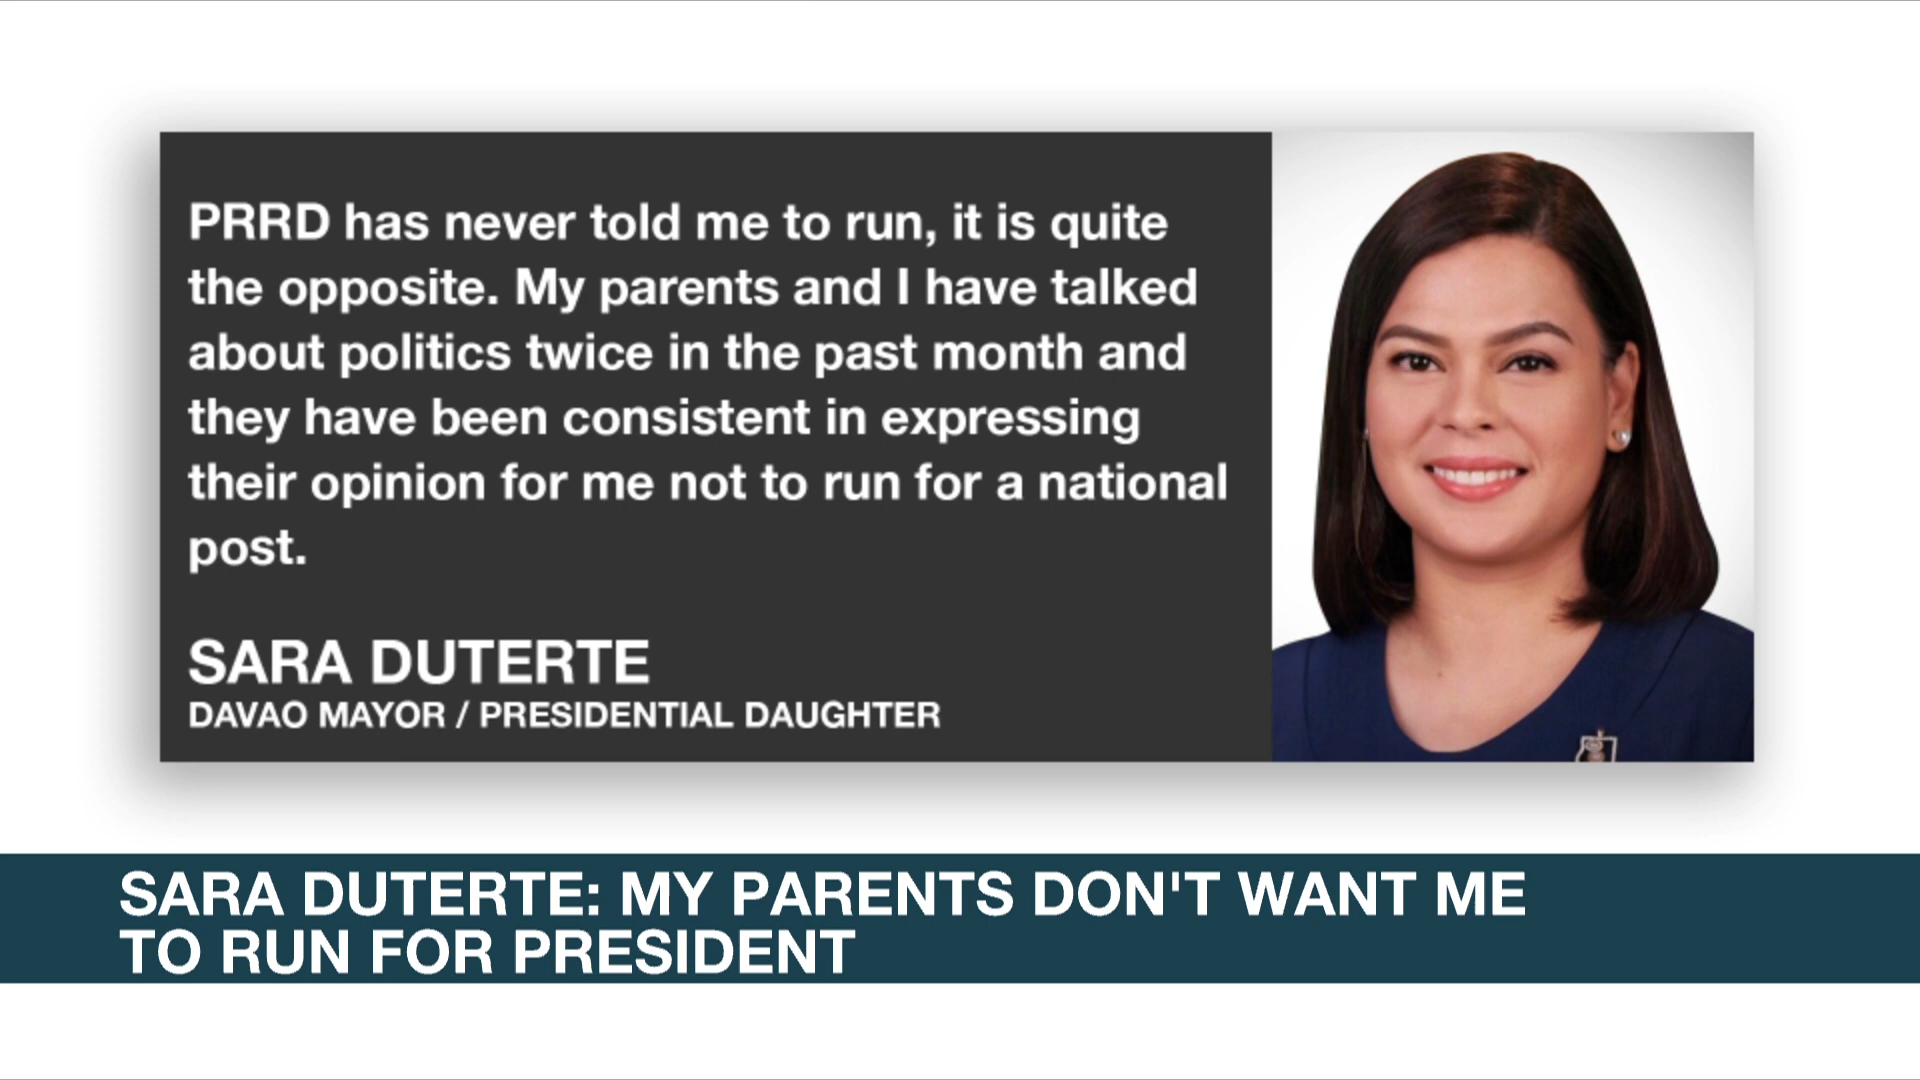 PRRD has never told me to run, it is quite
the opposite. My parents and I have talked
about politics twice in the past month and
they have been consistent in expressing
their opinion for me not to run for a national
post.
SARA DUTERTE
DAVAO MAYOR / PRESIDENTIAL DAUGHTER
SARA DUTERTE: MY PARENTS DON'T WANT ME
TO RUN FOR PRESIDENT